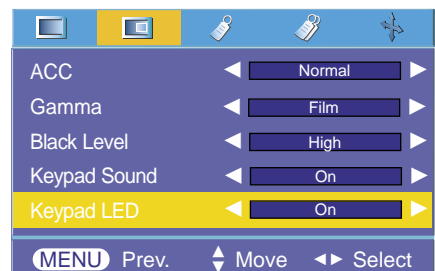 ACC Normal
Gamma Film
Black Level High
Keypad Sound On
Keypad LED On
MENU Prev. Move Select